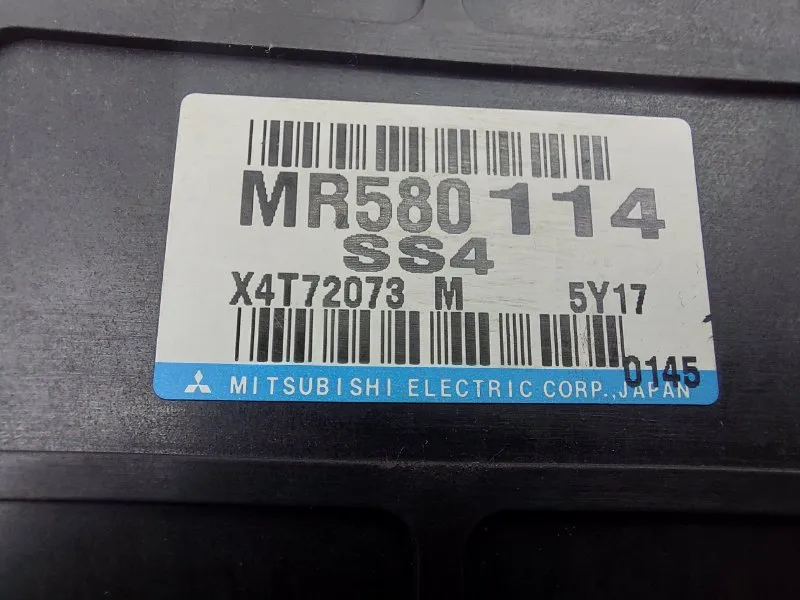 MR580114
SS4
X4T72073 M 5Y17
0145
MITSUBISHI ELECTRIC CORP.,JAPAN